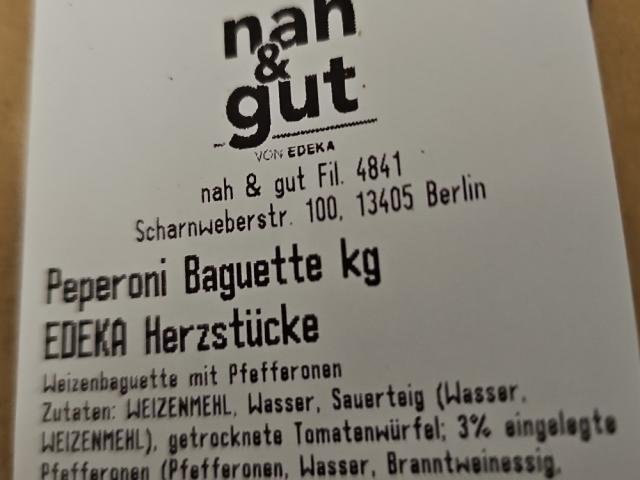 nah
&
gut
VON EDEKA
nah & gut Fil. 4841
Scharnweberstr. 100, 13405 Berlin
Peperoni Baguette kg
EDEKA Herzstücke
Weizenbaguette mit Pfefferonen
Zutaten: WEIZENMEHL, Wasser, Sauerteig (Wasser,
WEIZENMEHL), getrocknete Tomatenwürfel; 3% eingelegte
Pfefferonen (Pfefferonen, Wasser, Branntweinessig,